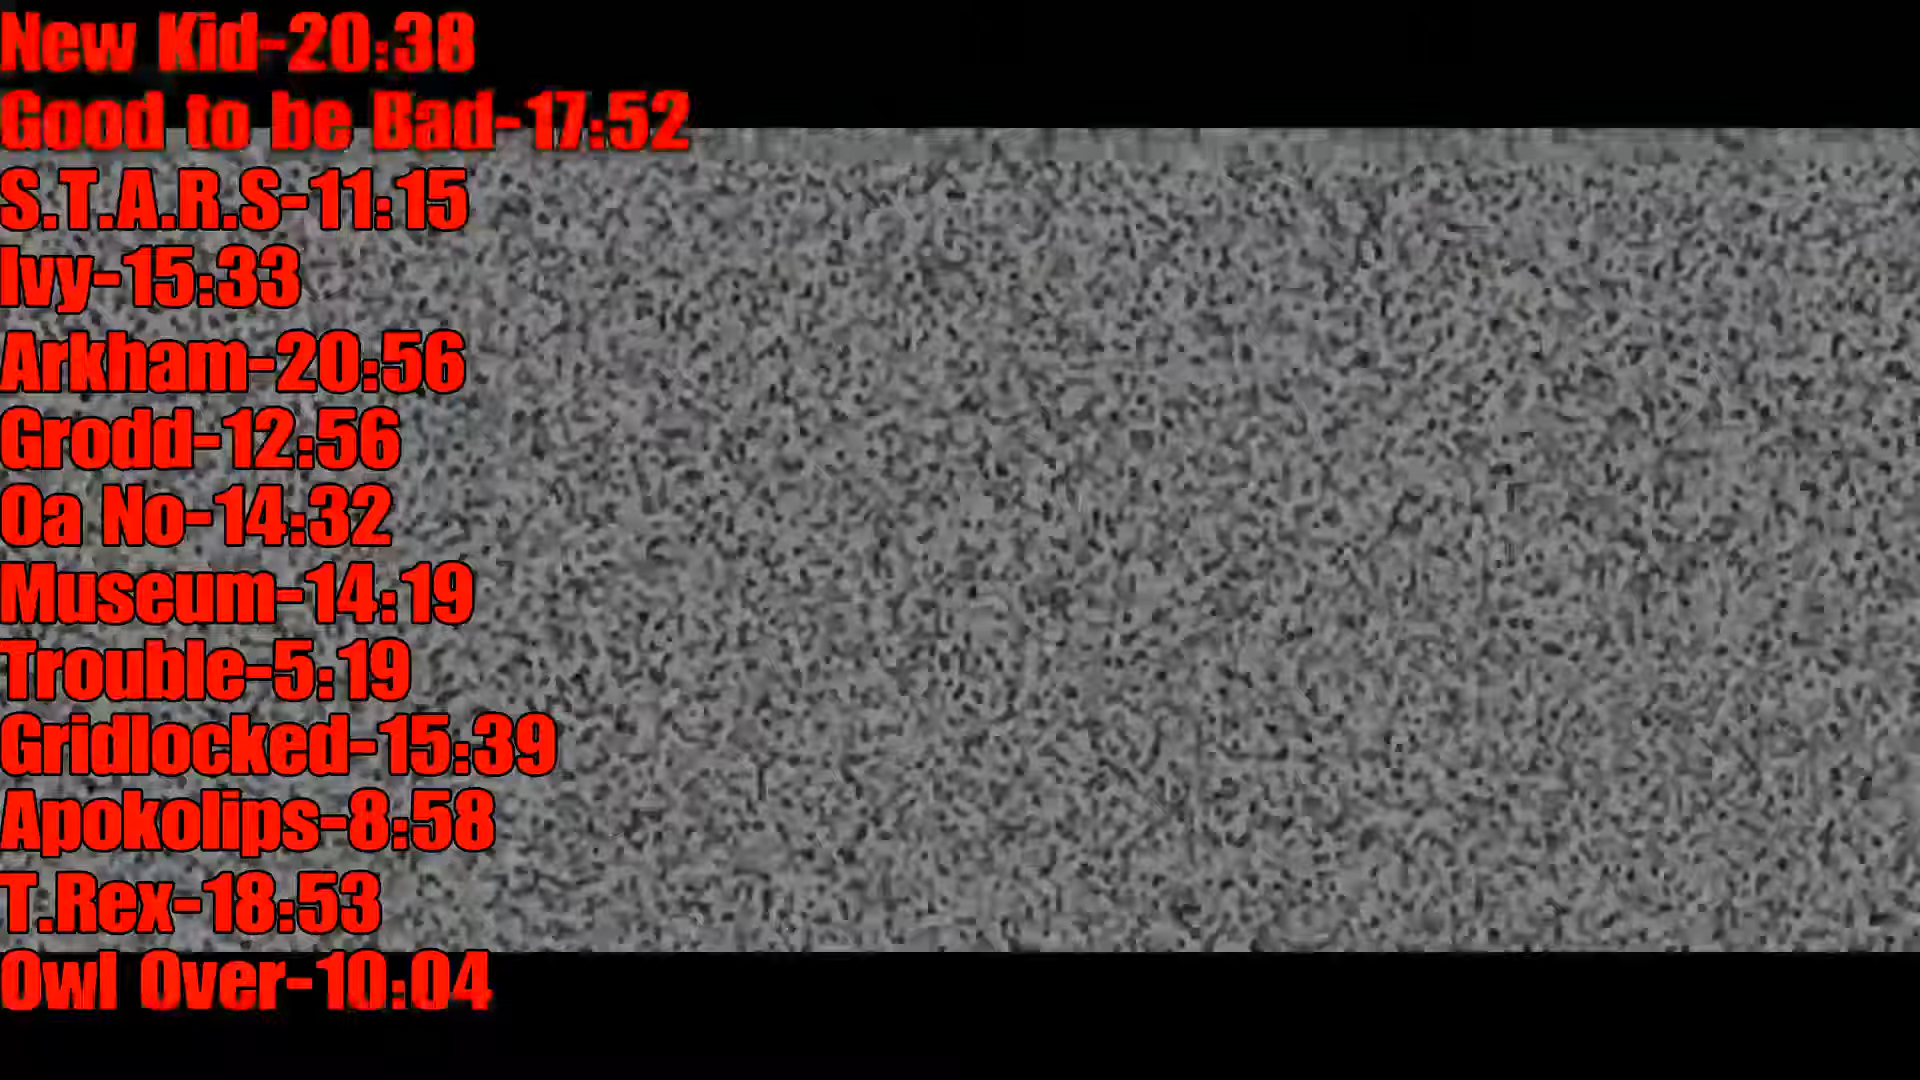 New Kid-20:38
Good to be Bad-17:52
S.T.A.R.S-11:15
Ivy-15:33
Arkham-20:56
Grodd-12:56
Oa No-14:32
Museum-14:19
Trouble-5:19
Gridlocked-15:39
Apokolips-8:58
T.Rex-18:53
Owl Over-10:04